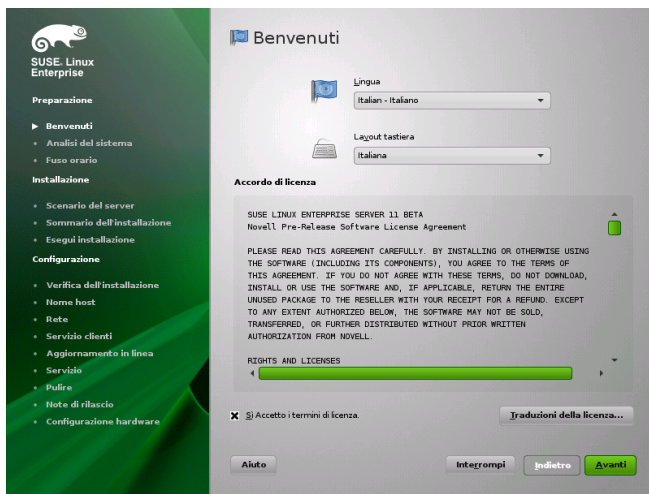 SUSE. Linux
Enterprise
Preparazione
Benvenuti
Analisi del sistema
Fuso orario
Installazione
Scenario del server
Sommario dell'installazione
Esegui installazione
Configurazione
Verifica dell'installazione
Nome host
Rete
Servizio clienti
Aggiornamento in linea
Servizio
Pulire
Note di rilascio
Configurazione hardware
Benvenuti
Lingua
Italian - Italiano
Layout tastiera
Italiana
Accordo di licenza
SUSE LINUX ENTERPRISE SERVER 11 BETA
Novell Pre-Release Software License Agreement
PLEASE READ THIS AGREEMENT CAREFULLY. BY INSTALLING OR OTHERWISE USING
THE SOFTWARE (INCLUDING ITS COMPONENTS), YOU AGREE TO THE TERMS OF
THIS AGREEMENT. IF YOU DO NOT AGREE WITH THESE TERMS, DO NOT DOWNLOAD,
INSTALL OR USE THE SOFTWARE AND, IF APPLICABLE, RETURN THE ENTIRE
UNUSED PACKAGE TO THE RESELLER WITH YOUR RECEIPT FOR A REFUND. EXCEPT
TO ANY EXTENT AUTHORIZED BELOW, THE SOFTWARE MAY NOT BE SOLD,
TRANSFERRED, OR FURTHER DISTRIBUTED WITHOUT PRIOR WRITTEN
AUTHORIZATION FROM NOVELL.
RIGHTS AND LICENSES
Sì Accetto i termini di licenza.
Traduzioni della licenza...
Aiuto
Interrompi
Indietro
Avanti